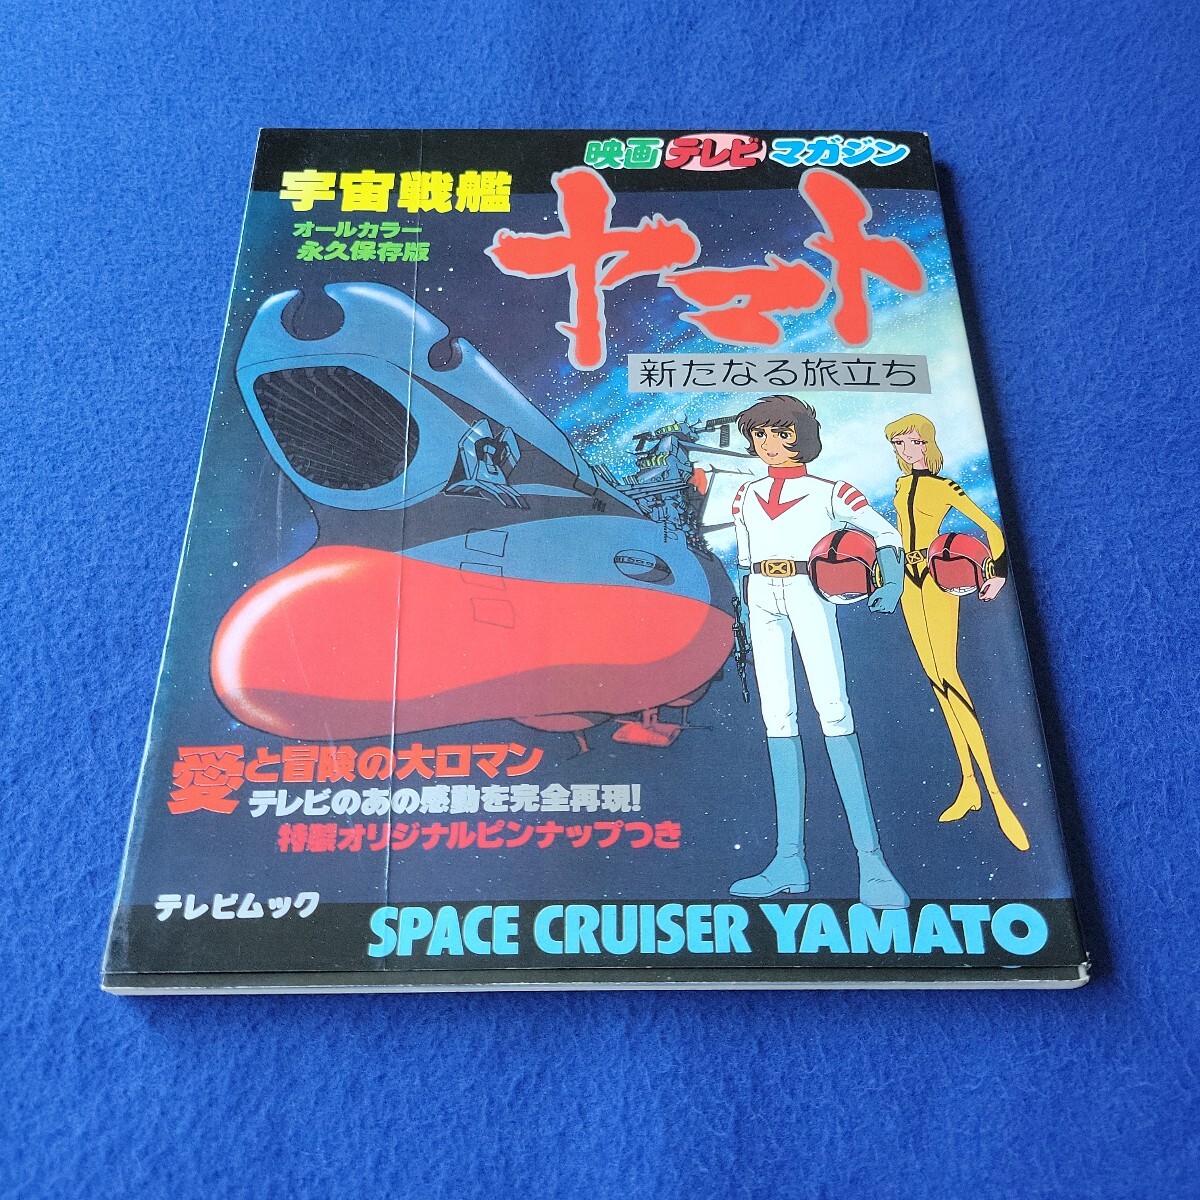 映画テレビマガジン
宇宙戦艦
ヤマト
オールカラー
永久保存版
新たなる旅立ち
愛と冒険の大ロマン
テレビのあの感動を完全再現!
特製オリジナルピンナップつき
テレビムック
SPACE CRUISER YAMATO